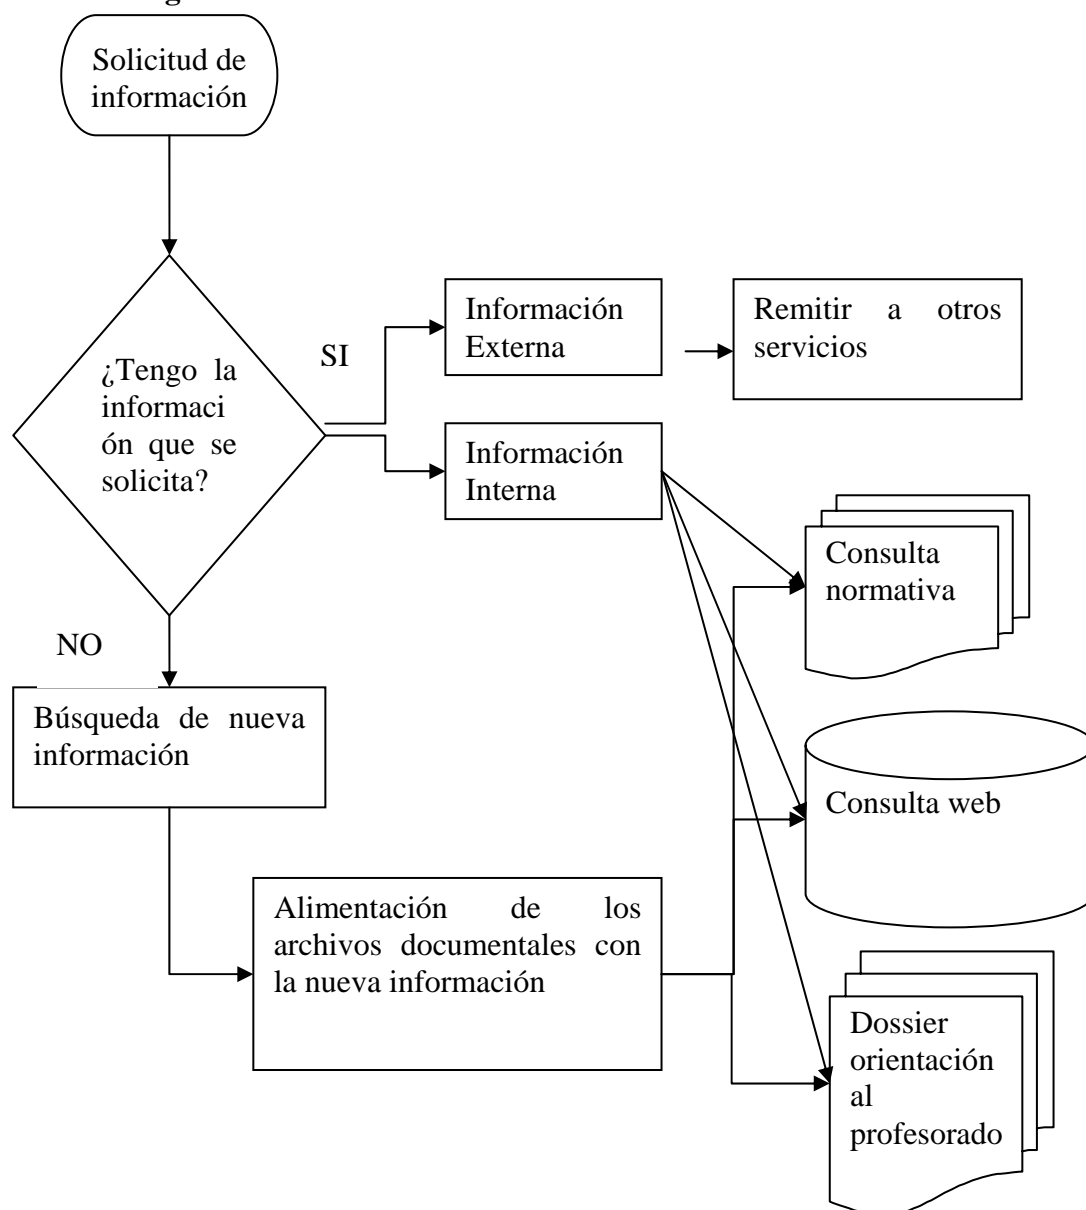 Solicitud de
información
¿Tengo la
informaci
ón que se
solicita?
SI
NO
Información
Externa
Remitir a otros
servicios
Información
Interna
Consulta
normativa
Búsqueda de nueva
información
Consulta web
Alimentación de los
archivos documentales con
la nueva información
Dossier
orientación
al
profesorado